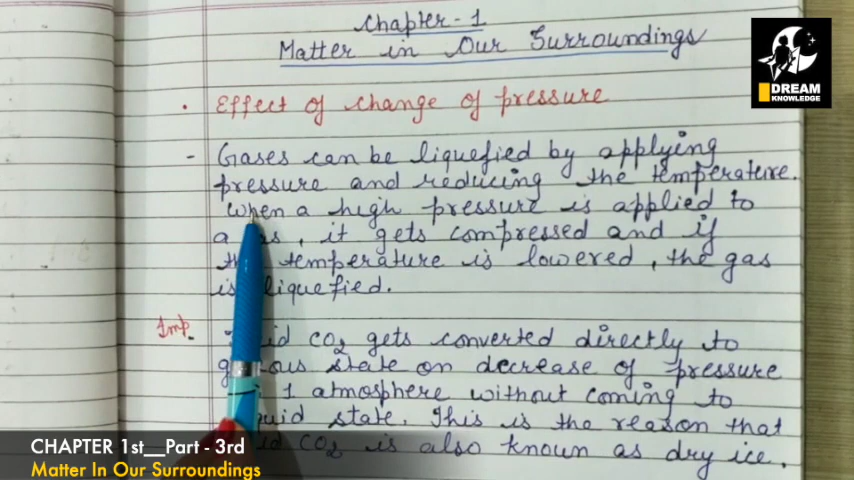 Chapter-1
Matter in Our Surroundings
DREAM
KNOWLEDGE
• Effect of change of pressure
- Gases can be liquefied by applying
pressure and reducing the temperature.
When a high pressure is applied to
a , it gets compressed and if
temperature is lowered, the gas
is liquefied.
Imp.
CO2 gets converted directly to
state on decrease of pressure
1 atmosphere without coming to
state. This is the reason that
CO2 is also known as dry ice.
CHAPTER 1st__Part - 3rd
Matter In Our Surroundings